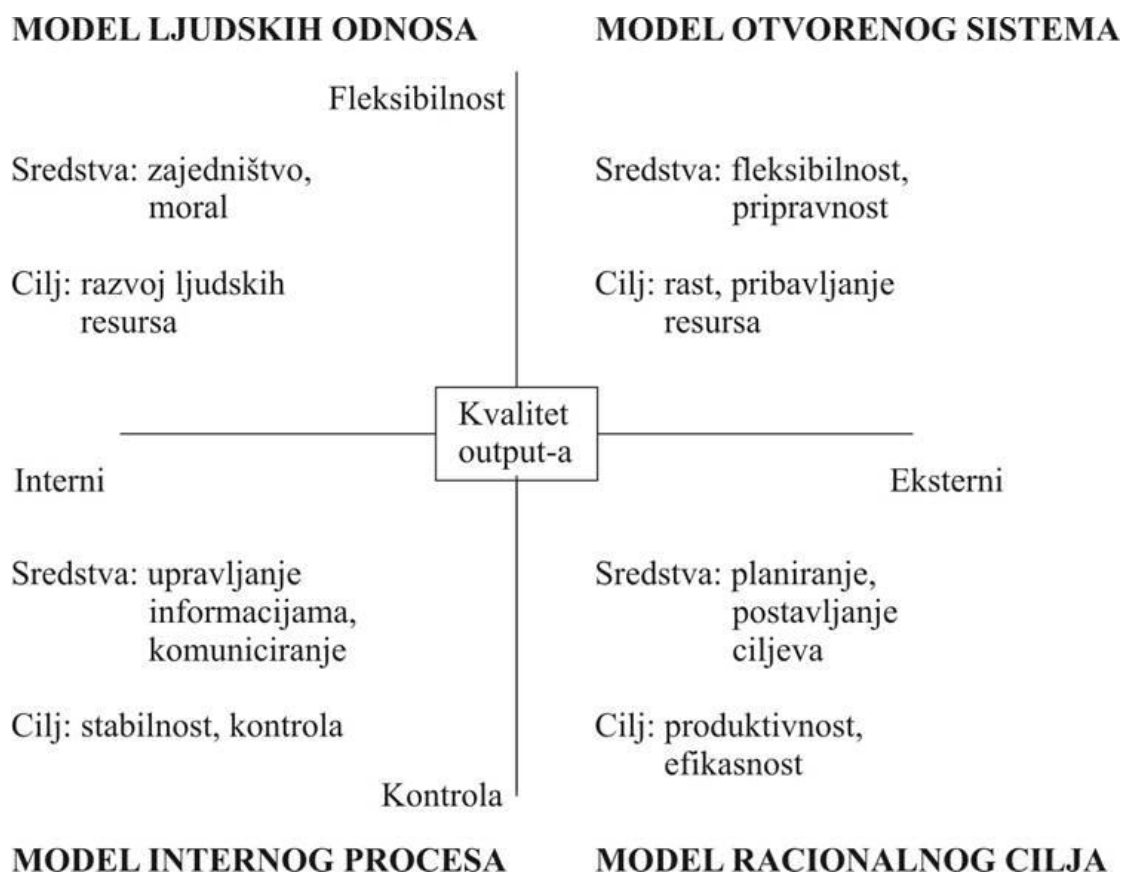 MODEL LJUDSKIH ODNOSA
MODEL OTVORENOG SISTEMA
Fleksibilnost
Sredstva: zajedništvo,
moral
Cilj: razvoj ljudskih
resursa
Sredstva: fleksibilnost,
pripravnost
Cilj: rast, pribavljanje
resursa
Kvalitet
output-a
Interni
Eksterni
Sredstva: upravljanje
informacijama,
komuniciranje
Cilj: stabilnost, kontrola
Sredstva: planiranje,
postavljanje
ciljeva
Cilj: produktivnost,
efikasnost
Kontrola
MODEL INTERNOG PROCESA
MODEL RACIONALNOG CILJA